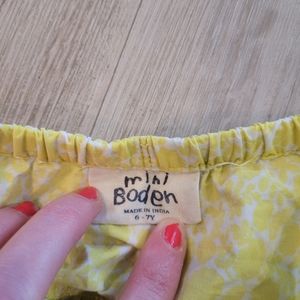 mini
Boden
MADE IN INDIA
6 - 7Y